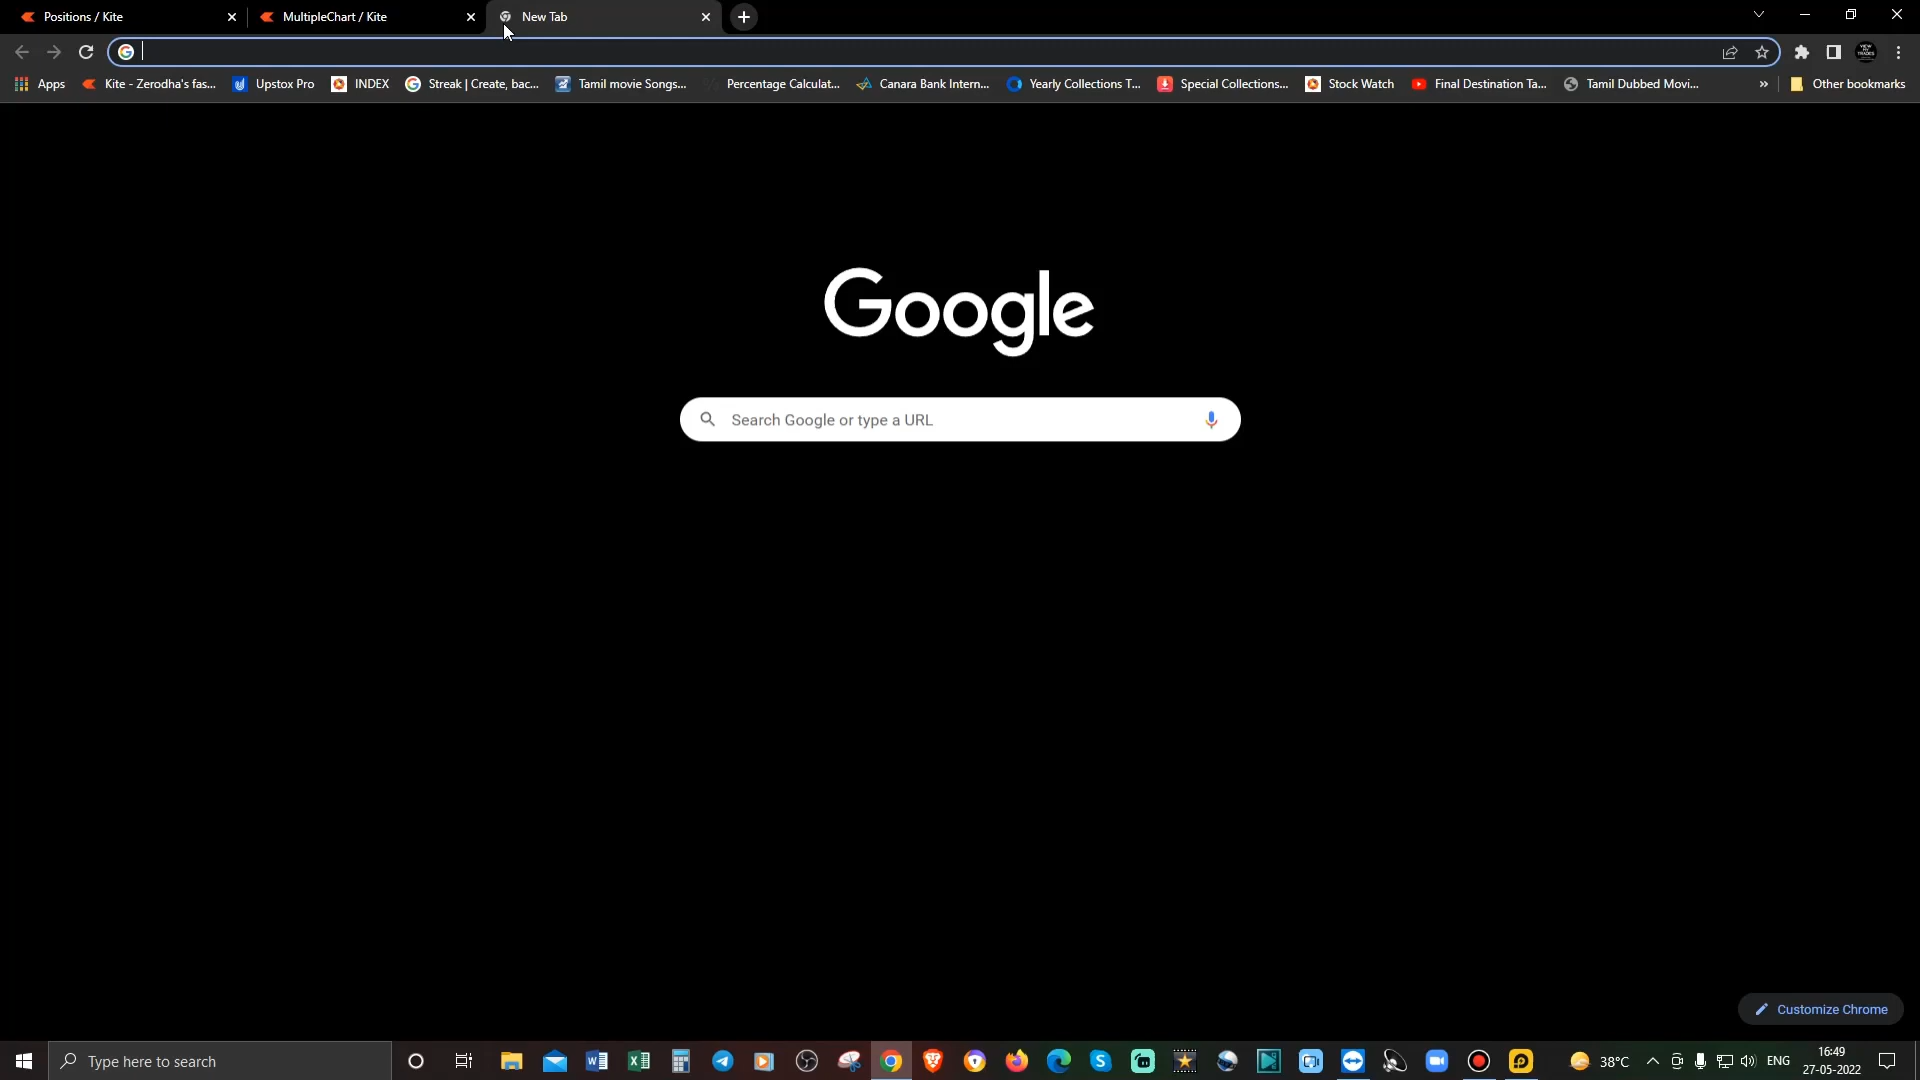 Positions / Kite
MultipleChart / Kite
New Tab
Apps
Kite - Zerodha's fas...
Upstox Pro
INDEX
Streak | Create, bac...
Tamil movie Songs...
Percentage Calculat...
Canara Bank Intern...
Yearly Collections T...
Special Collections...
Stock Watch
Final Destination Ta...
Tamil Dubbed Movi...
»
Other bookmarks
Google
Search Google or type a URL
Customize Chrome
Type here to search
38°C
ENG
16:49
27-05-2022